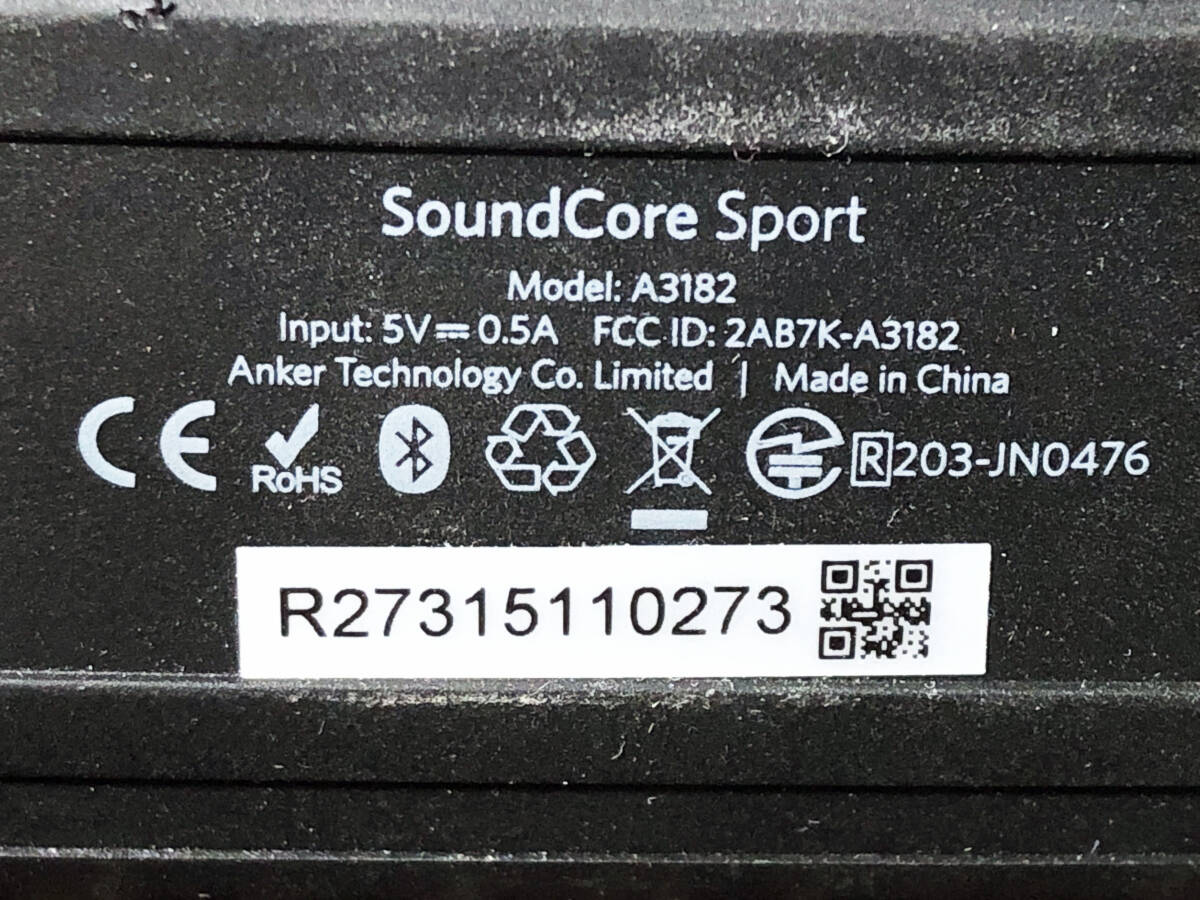 SoundCore Sport
Model: A3182
Input: 5V⎓0.5A FCC ID: 2AB7K-A3182
Anker Technology Co. Limited | Made in China
CE RoHS R 203-JN0476
R27315110273